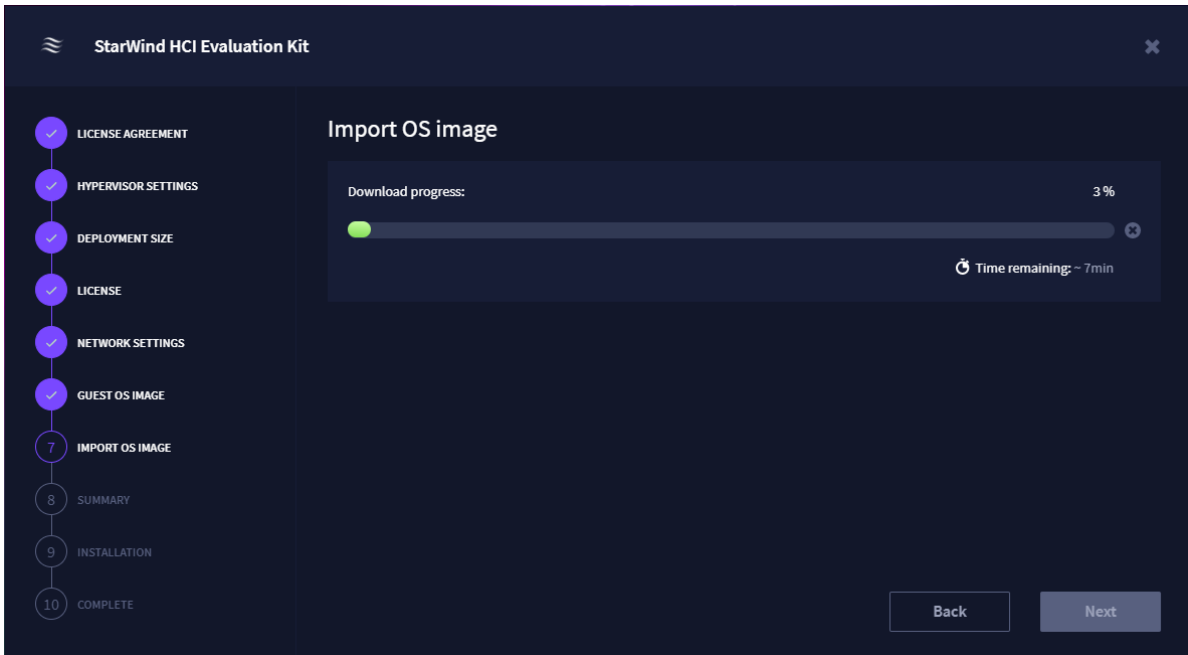 StarWind HCI Evaluation Kit
LICENSE AGREEMENT
HYPERVISOR SETTINGS
DEPLOYMENT SIZE
LICENSE
NETWORK SETTINGS
GUEST OS IMAGE
7 IMPORT OS IMAGE
8 SUMMARY
9 INSTALLATION
10 COMPLETE
Import OS image
Download progress: 3 %
Time remaining: ~ 7min
Back Next